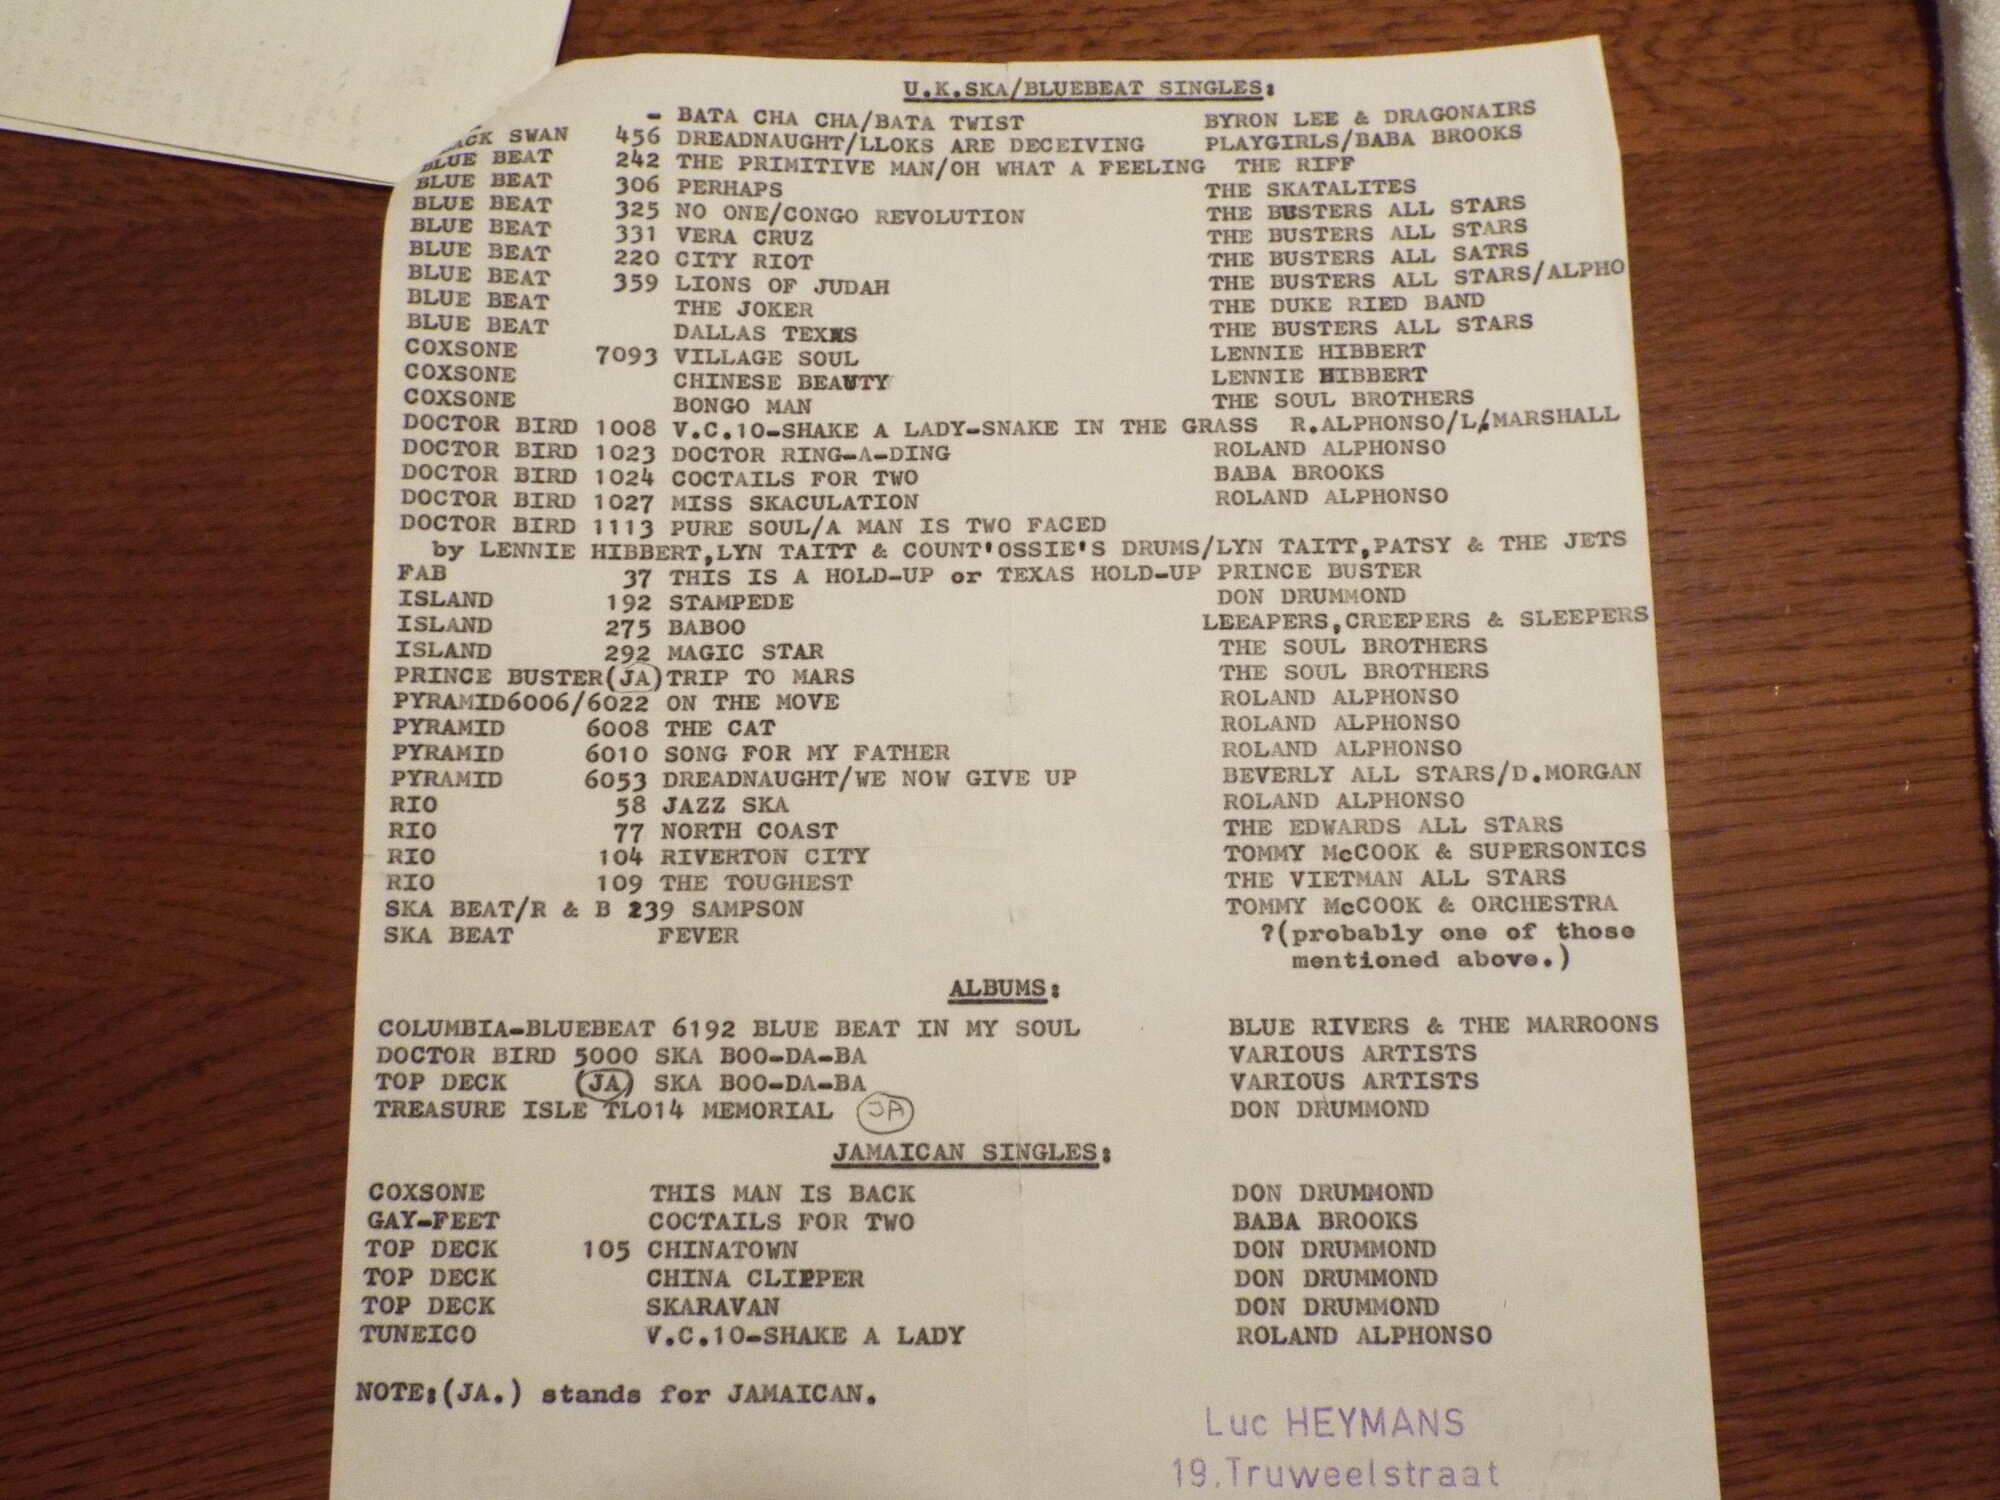 U.K.SKA/BLUEBEAT SINGLES:
- BATA CHA CHA/BATA TWIST BYRON LEE & DRAGONAIRS
ACK SWAN 456 DREADNAUGHT/LLOKS ARE DECEIVING PLAYGIRLS/BABA BROOKS
BLUE BEAT 242 THE PRIMITIVE MAN/OH WHAT A FEELING THE RIFF
BLUE BEAT 306 PERHAPS THE SKATALITES
BLUE BEAT 325 NO ONE/CONGO REVOLUTION THE BUSTERS ALL STARS
BLUE BEAT 331 VERA CRUZ THE BUSTERS ALL STARS
BLUE BEAT 220 CITY RIOT THE BUSTERS ALL SATRS
BLUE BEAT 359 LIONS OF JUDAH THE BUSTERS ALL STARS/ALPHO
BLUE BEAT THE JOKER THE DUKE RIED BAND
BLUE BEAT DALLAS TEXAS THE BUSTERS ALL STARS
COXSONE 7093 VILLAGE SOUL LENNIE HIBBERT
COXSONE CHINESE BEAUTY LENNIE HIBBERT
COXSONE BONGO MAN THE SOUL BROTHERS
DOCTOR BIRD 1008 V.C.10-SHAKE A LADY-SNAKE IN THE GRASS R.ALPHONSO/L.MARSHALL
DOCTOR BIRD 1023 DOCTOR RING-A-DING ROLAND ALPHONSO
DOCTOR BIRD 1024 COCTAILS FOR TWO BABA BROOKS
DOCTOR BIRD 1027 MISS SKACULATION ROLAND ALPHONSO
DOCTOR BIRD 1113 PURE SOUL/A MAN IS TWO FACED
by LENNIE HIBBERT,LYN TAITT & COUNT'OSSIE'S DRUMS/LYN TAITT,PATSY & THE JETS
FAB 37 THIS IS A HOLD-UP or TEXAS HOLD-UP PRINCE BUSTER
ISLAND 192 STAMPEDE DON DRUMMOND
ISLAND 275 BABOO LEEAPERS,CREEPERS & SLEEPERS
ISLAND 292 MAGIC STAR THE SOUL BROTHERS
PRINCE BUSTER(JA)TRIP TO MARS THE SOUL BROTHERS
PYRAMID6006/6022 ON THE MOVE ROLAND ALPHONSO
PYRAMID 6008 THE CAT ROLAND ALPHONSO
PYRAMID 6010 SONG FOR MY FATHER ROLAND ALPHONSO
PYRAMID 6053 DREADNAUGHT/WE NOW GIVE UP BEVERLY ALL STARS/D.MORGAN
RIO 58 JAZZ SKA ROLAND ALPHONSO
RIO 77 NORTH COAST THE EDWARDS ALL STARS
RIO 104 RIVERTON CITY TOMMY McCOOK & SUPERSONICS
RIO 109 THE TOUGHEST THE VIETMAN ALL STARS
SKA BEAT/R & B 239 SAMPSON TOMMY McCOOK & ORCHESTRA
SKA BEAT FEVER ?(probably one of those
mentioned above.)
ALBUMS:
COLUMBIA-BLUEBEAT 6192 BLUE BEAT IN MY SOUL BLUE RIVERS & THE MARROONS
DOCTOR BIRD 5000 SKA BOO-DA-BA VARIOUS ARTISTS
TOP DECK (JA) SKA BOO-DA-BA VARIOUS ARTISTS
TREASURE ISLE TL014 MEMORIAL JA DON DRUMMOND
JAMAICAN SINGLES:
COXSONE THIS MAN IS BACK DON DRUMMOND
GAY-FEET COCTAILS FOR TWO BABA BROOKS
TOP DECK 105 CHINATOWN DON DRUMMOND
TOP DECK CHINA CLIPPER DON DRUMMOND
TOP DECK SKARAVAN DON DRUMMOND
TUNEICO V.C.10-SHAKE A LADY ROLAND ALPHONSO
NOTE:(JA.) stands for JAMAICAN.
Luc HEYMANS
19,Truweelstraat